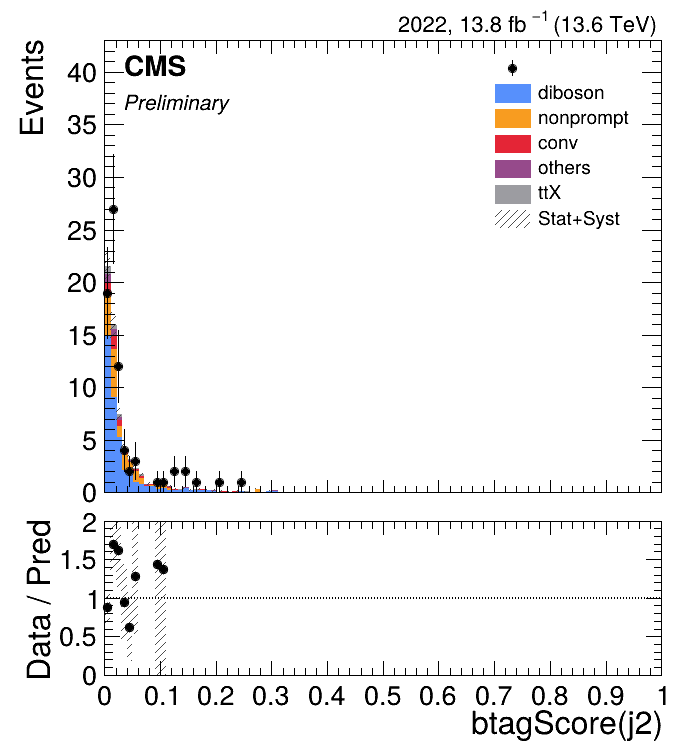 2022, 13.8 fb⁻¹ (13.6 TeV)
CMS
Preliminary
Events
40
35
30
25
20
15
10
5
0
diboson
nonprompt
conv
others
ttX
Stat+Syst
Data / Pred
2
1.5
1
0.5
0
0 0.1 0.2 0.3 0.4 0.5 0.6 0.7 0.8 0.9 1
btagScore(j2)